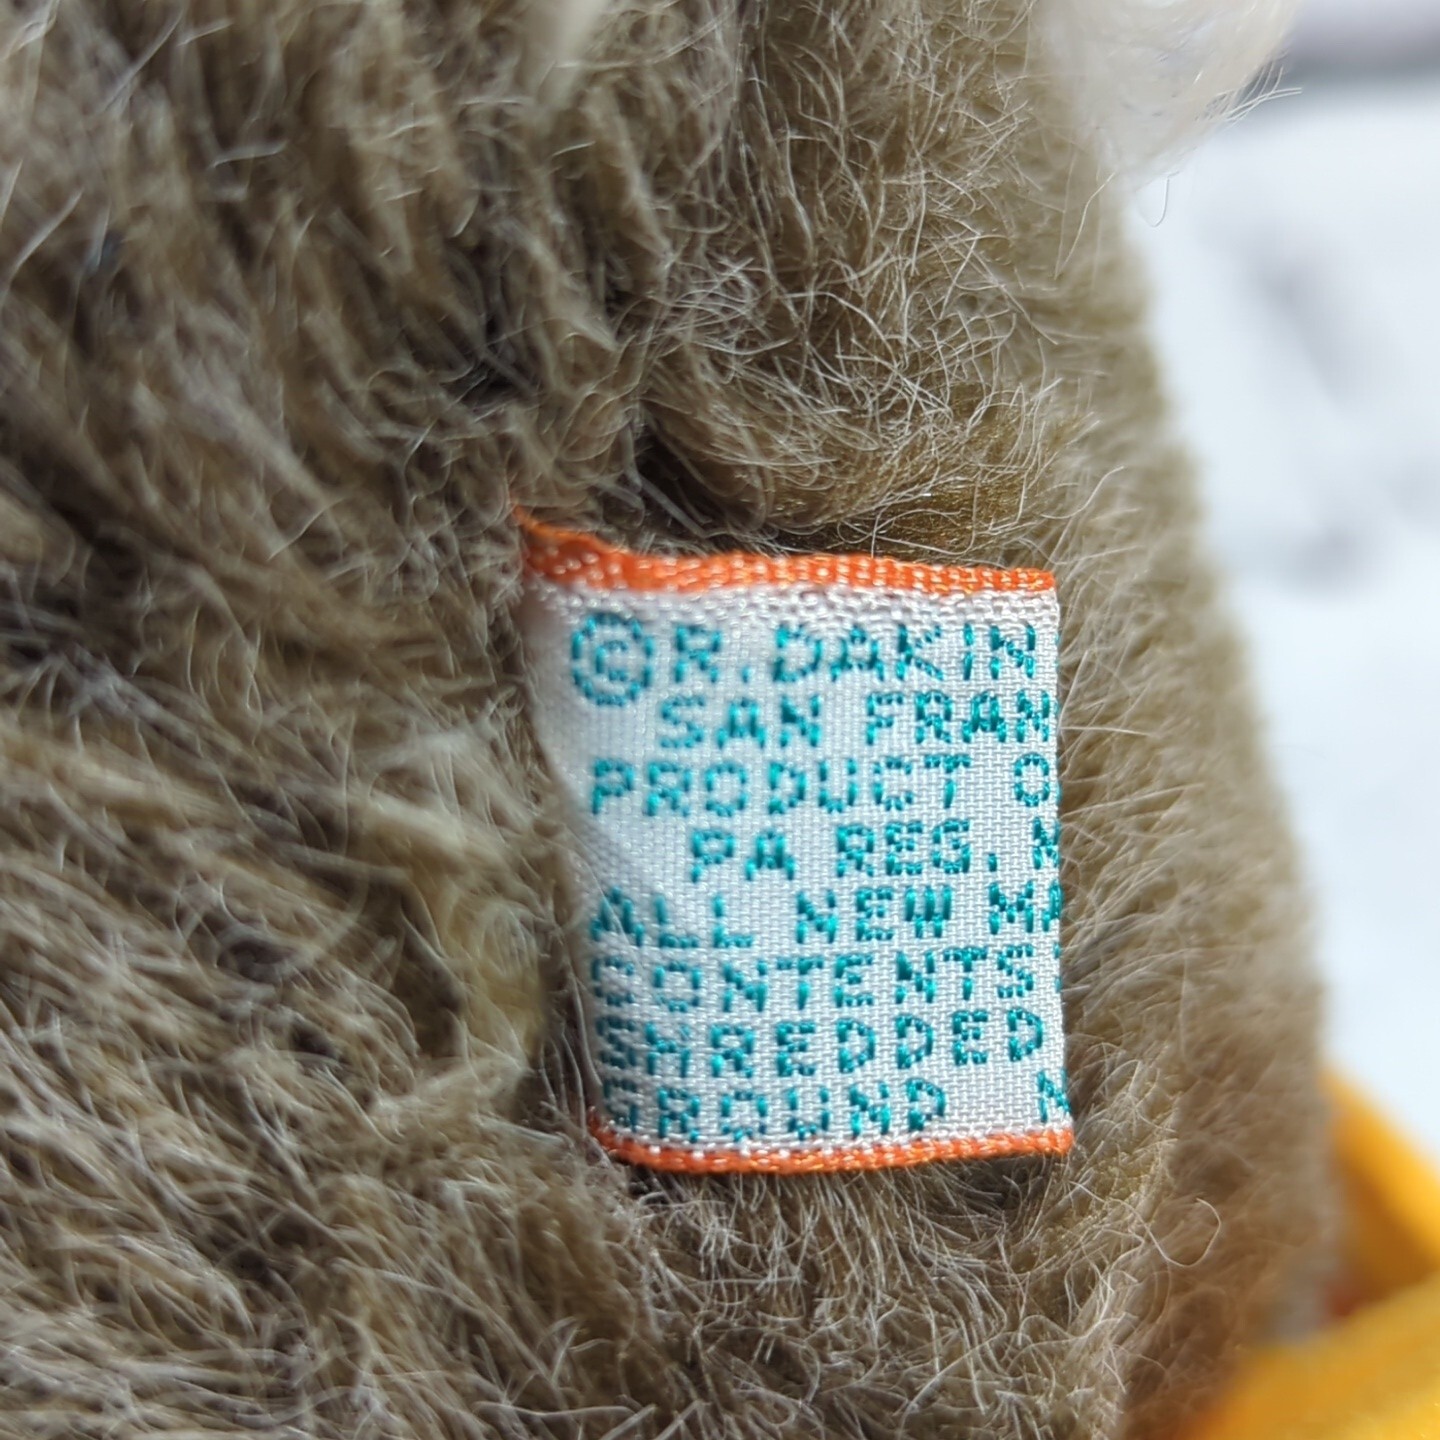 © R. DAKIN
SAN FRAN
PRODUCT O
PA REG. N
ALL NEW MA
CONTENTS
SHREDDED
GROUND N